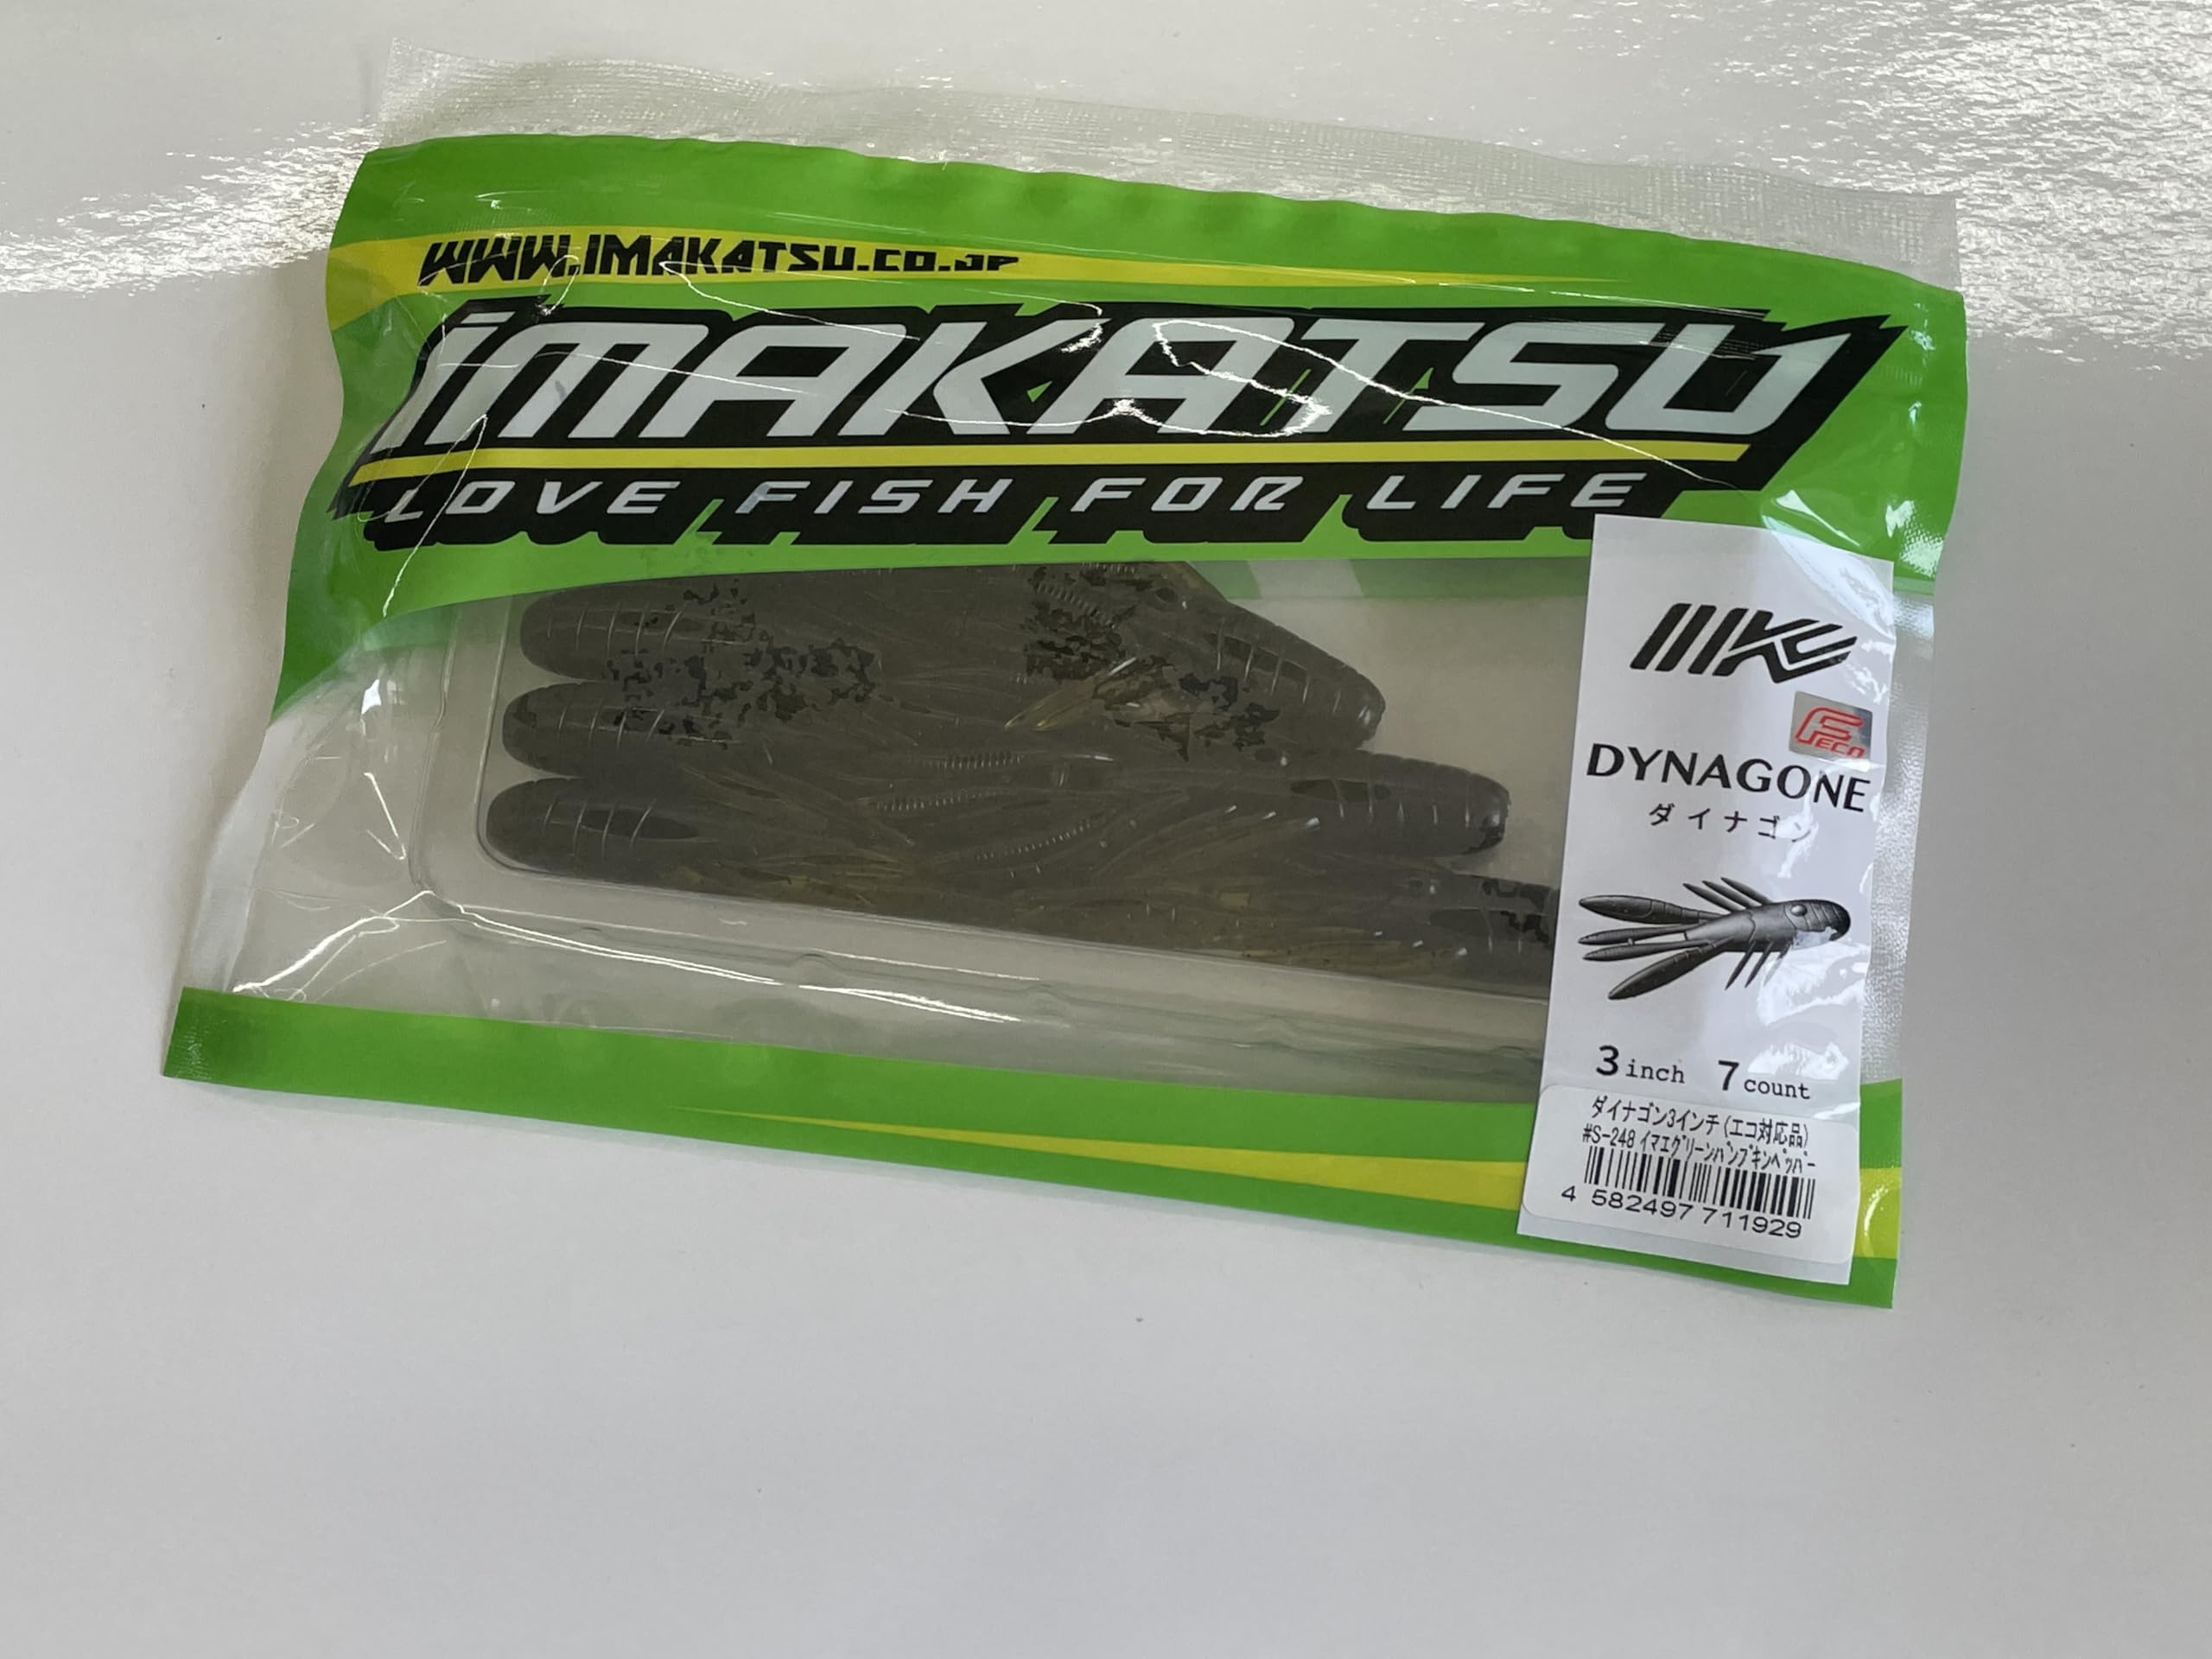 WWW.IMAKATSU.CO.JP
IMAKATSU
LOVE FISH FOR LIFE
IK
Feco
DYNAGONE
ダイナゴン
3 inch 7 count
ダイナゴン3インチ(エコ対応品)
#S-248 イマエグリーンパンプキンペッパー
4 582497 711929